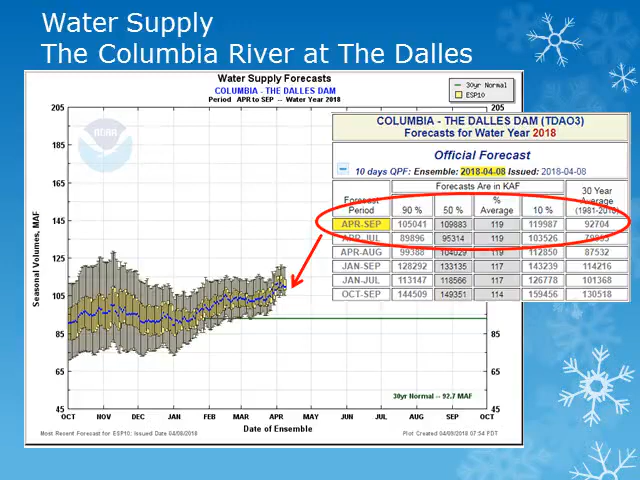 Water Supply
The Columbia River at The Dalles
Water Supply Forecasts
COLUMBIA - THE DALLES DAM
Period APR to SEP -- Water Year 2018
30yr Normal
ESP10
Seasonal Volumes, MAF
205 205
185
165
145
125
105
85 85
65 65
45 45
NOAA
COLUMBIA - THE DALLES DAM (TDAO3)
Forecasts for Water Year 2018
Official Forecast
10 days QPF: Ensemble: 2018-04-08 Issued: 2018-04-08
Forecast Period Forecasts Are in KAF 30 Year Average (1981-2010)
90 % 50 % % Average 10 %
APR-SEP 105041 109883 119 119987 92704
APR-JUL 89896 95314 119 103526
APR-AUG 99388 104029 119 112850 87532
JAN-SEP 128292 133135 117 143239 114216
JAN-JUL 113147 118566 117 126778 101368
OCT-SEP 144509 149351 114 159456 130518
30yr Normal -- 92.7 MAF
OCT NOV DEC JAN FEB MAR APR MAY JUN JUL AUG SEP OCT
Date of Ensemble
Most Recent Forecast for ESP10: Issued 04/08/2018
Plot Created 04/09/2018 07:54 PDT